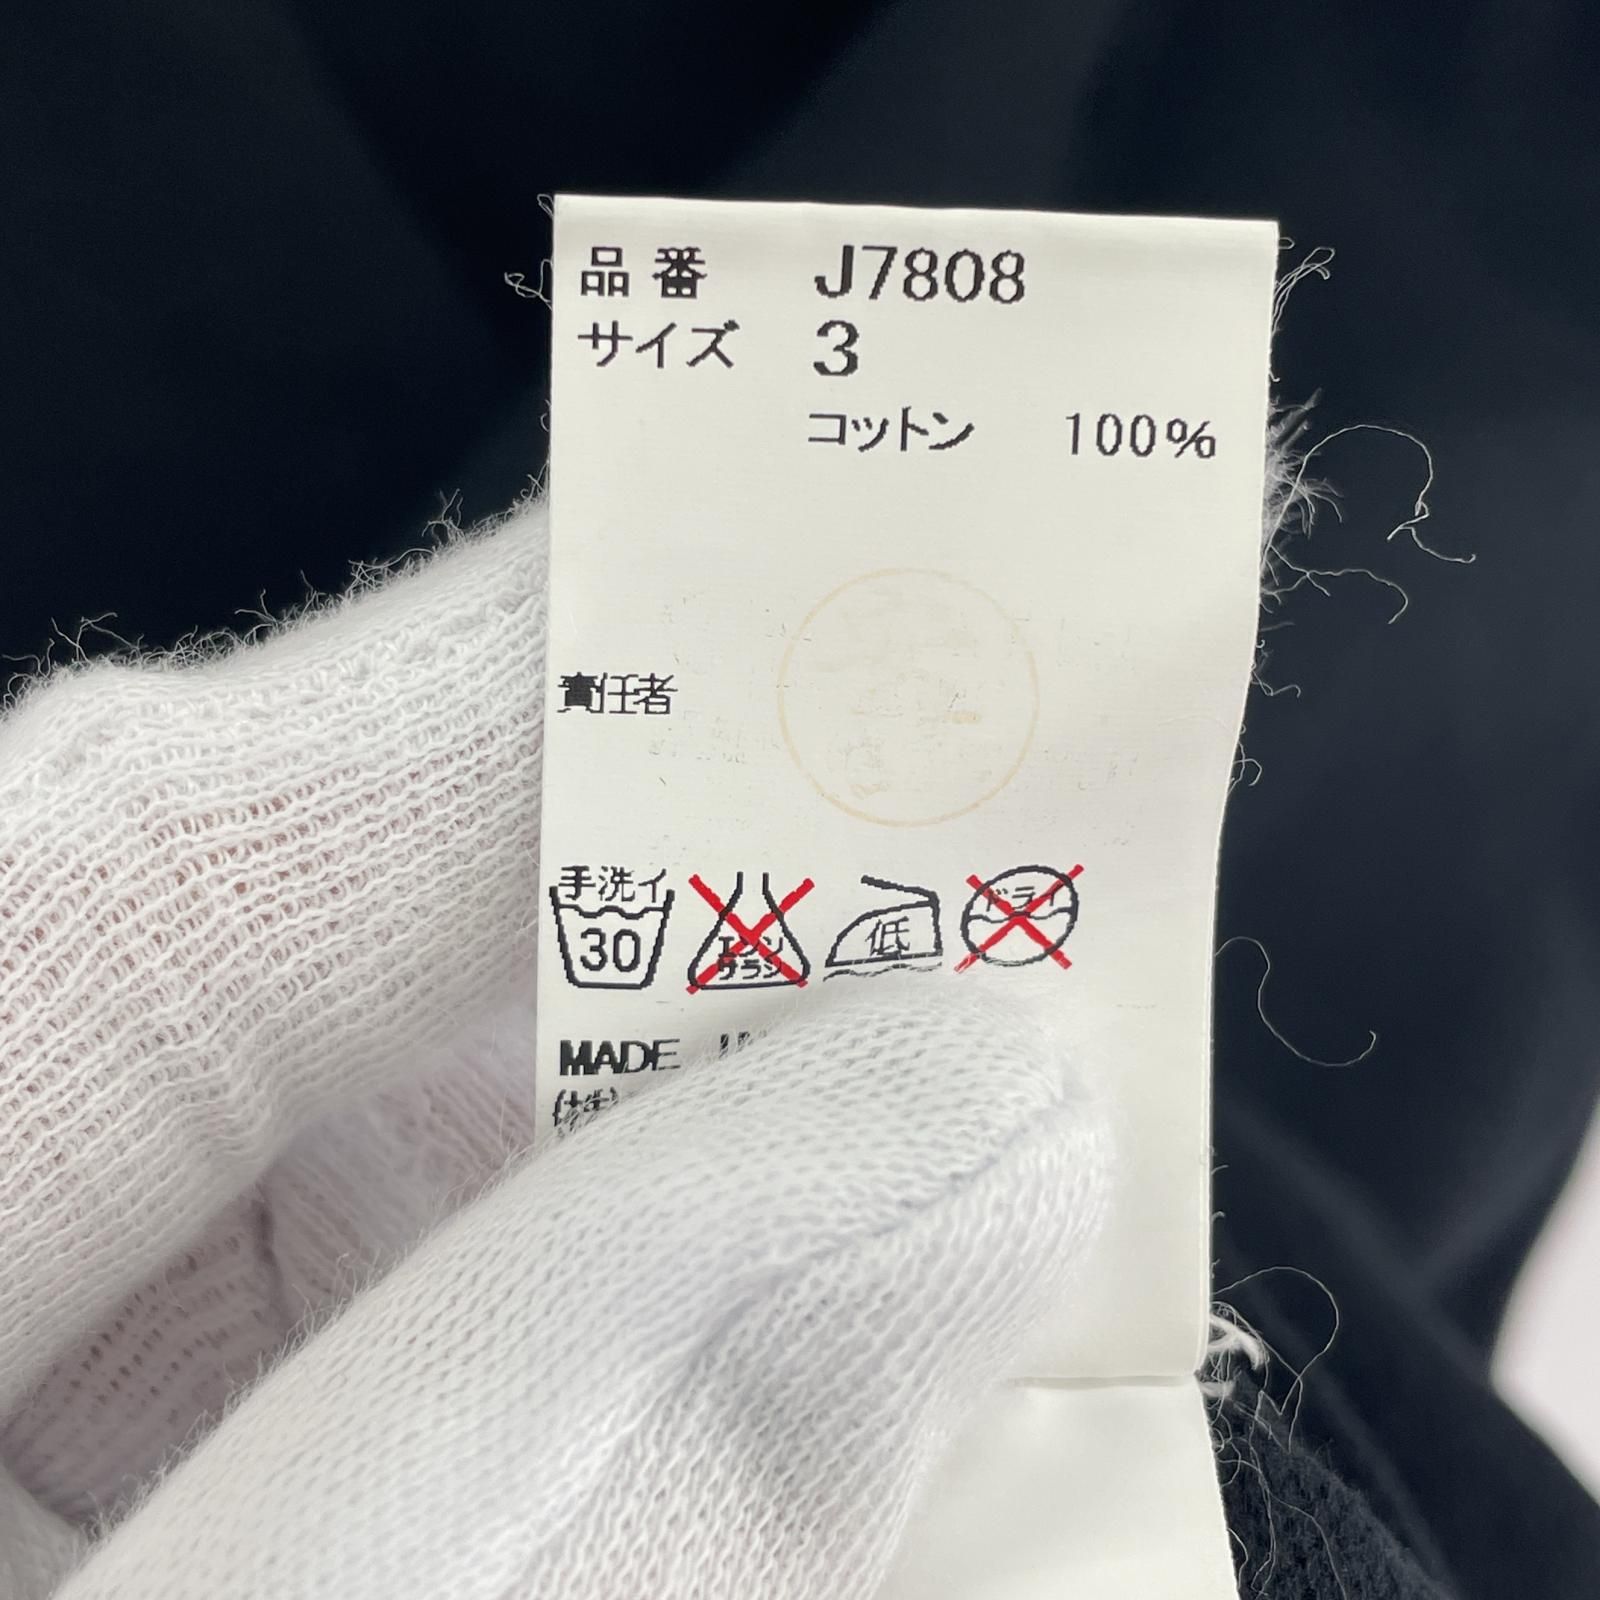 品番 J7808
サイズ 3
コットン 100%
責任者
手洗イ 30 エンソサラシ 低 ドライ
MADE
(株)